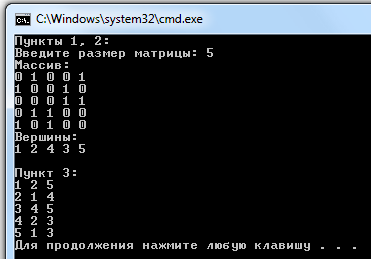 C:\Windows\system32\cmd.exe
Пункты 1, 2:
Введите размер матрицы: 5
Массив:
0 1 0 0 1
1 0 0 1 0
0 0 0 1 1
0 1 1 0 0
1 0 1 0 0
Вершины:
1 2 4 3 5
Пункт 3:
1 2 5
2 1 4
3 4 5
4 2 3
5 1 3
Для продолжения нажмите любую клавишу . . .